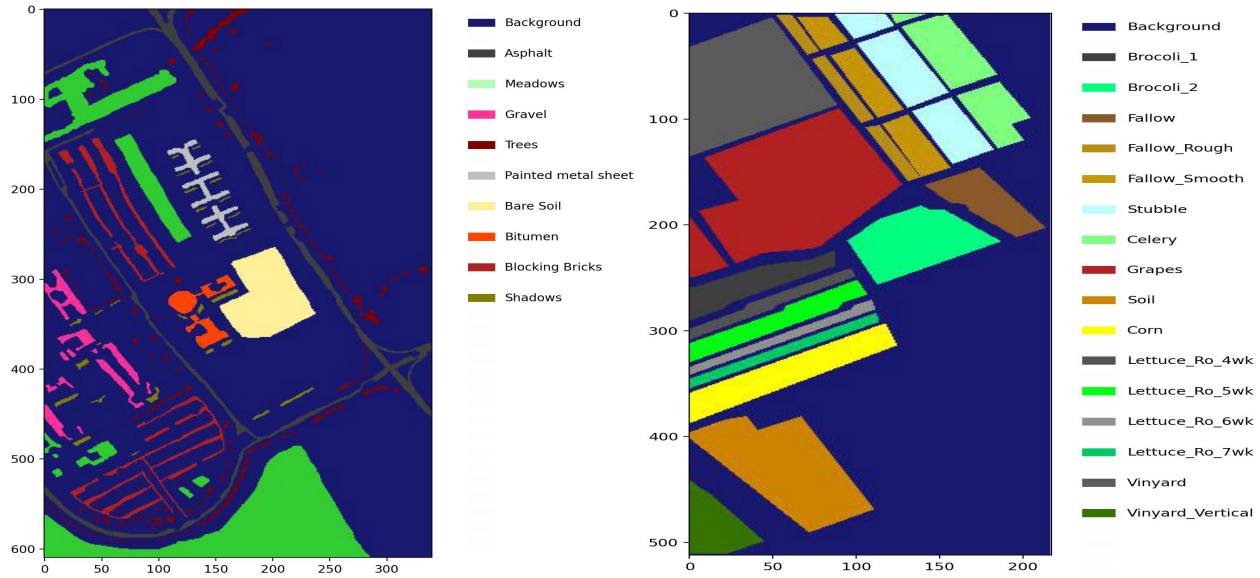 0
100
200
300
400
500
600
0 50 100 150 200 250 300
Background
Asphalt
Meadows
Gravel
Trees
Painted metal sheet
Bare Soil
Bitumen
Blocking Bricks
Shadows
0
100
200
300
400
500
0 50 100 150 200
Background
Brocoli_1
Brocoli_2
Fallow
Fallow_Rough
Fallow_Smooth
Stubble
Celery
Grapes
Soil
Corn
Lettuce_Ro_4wk
Lettuce_Ro_5wk
Lettuce_Ro_6wk
Lettuce_Ro_7wk
Vinyard
Vinyard_Vertical